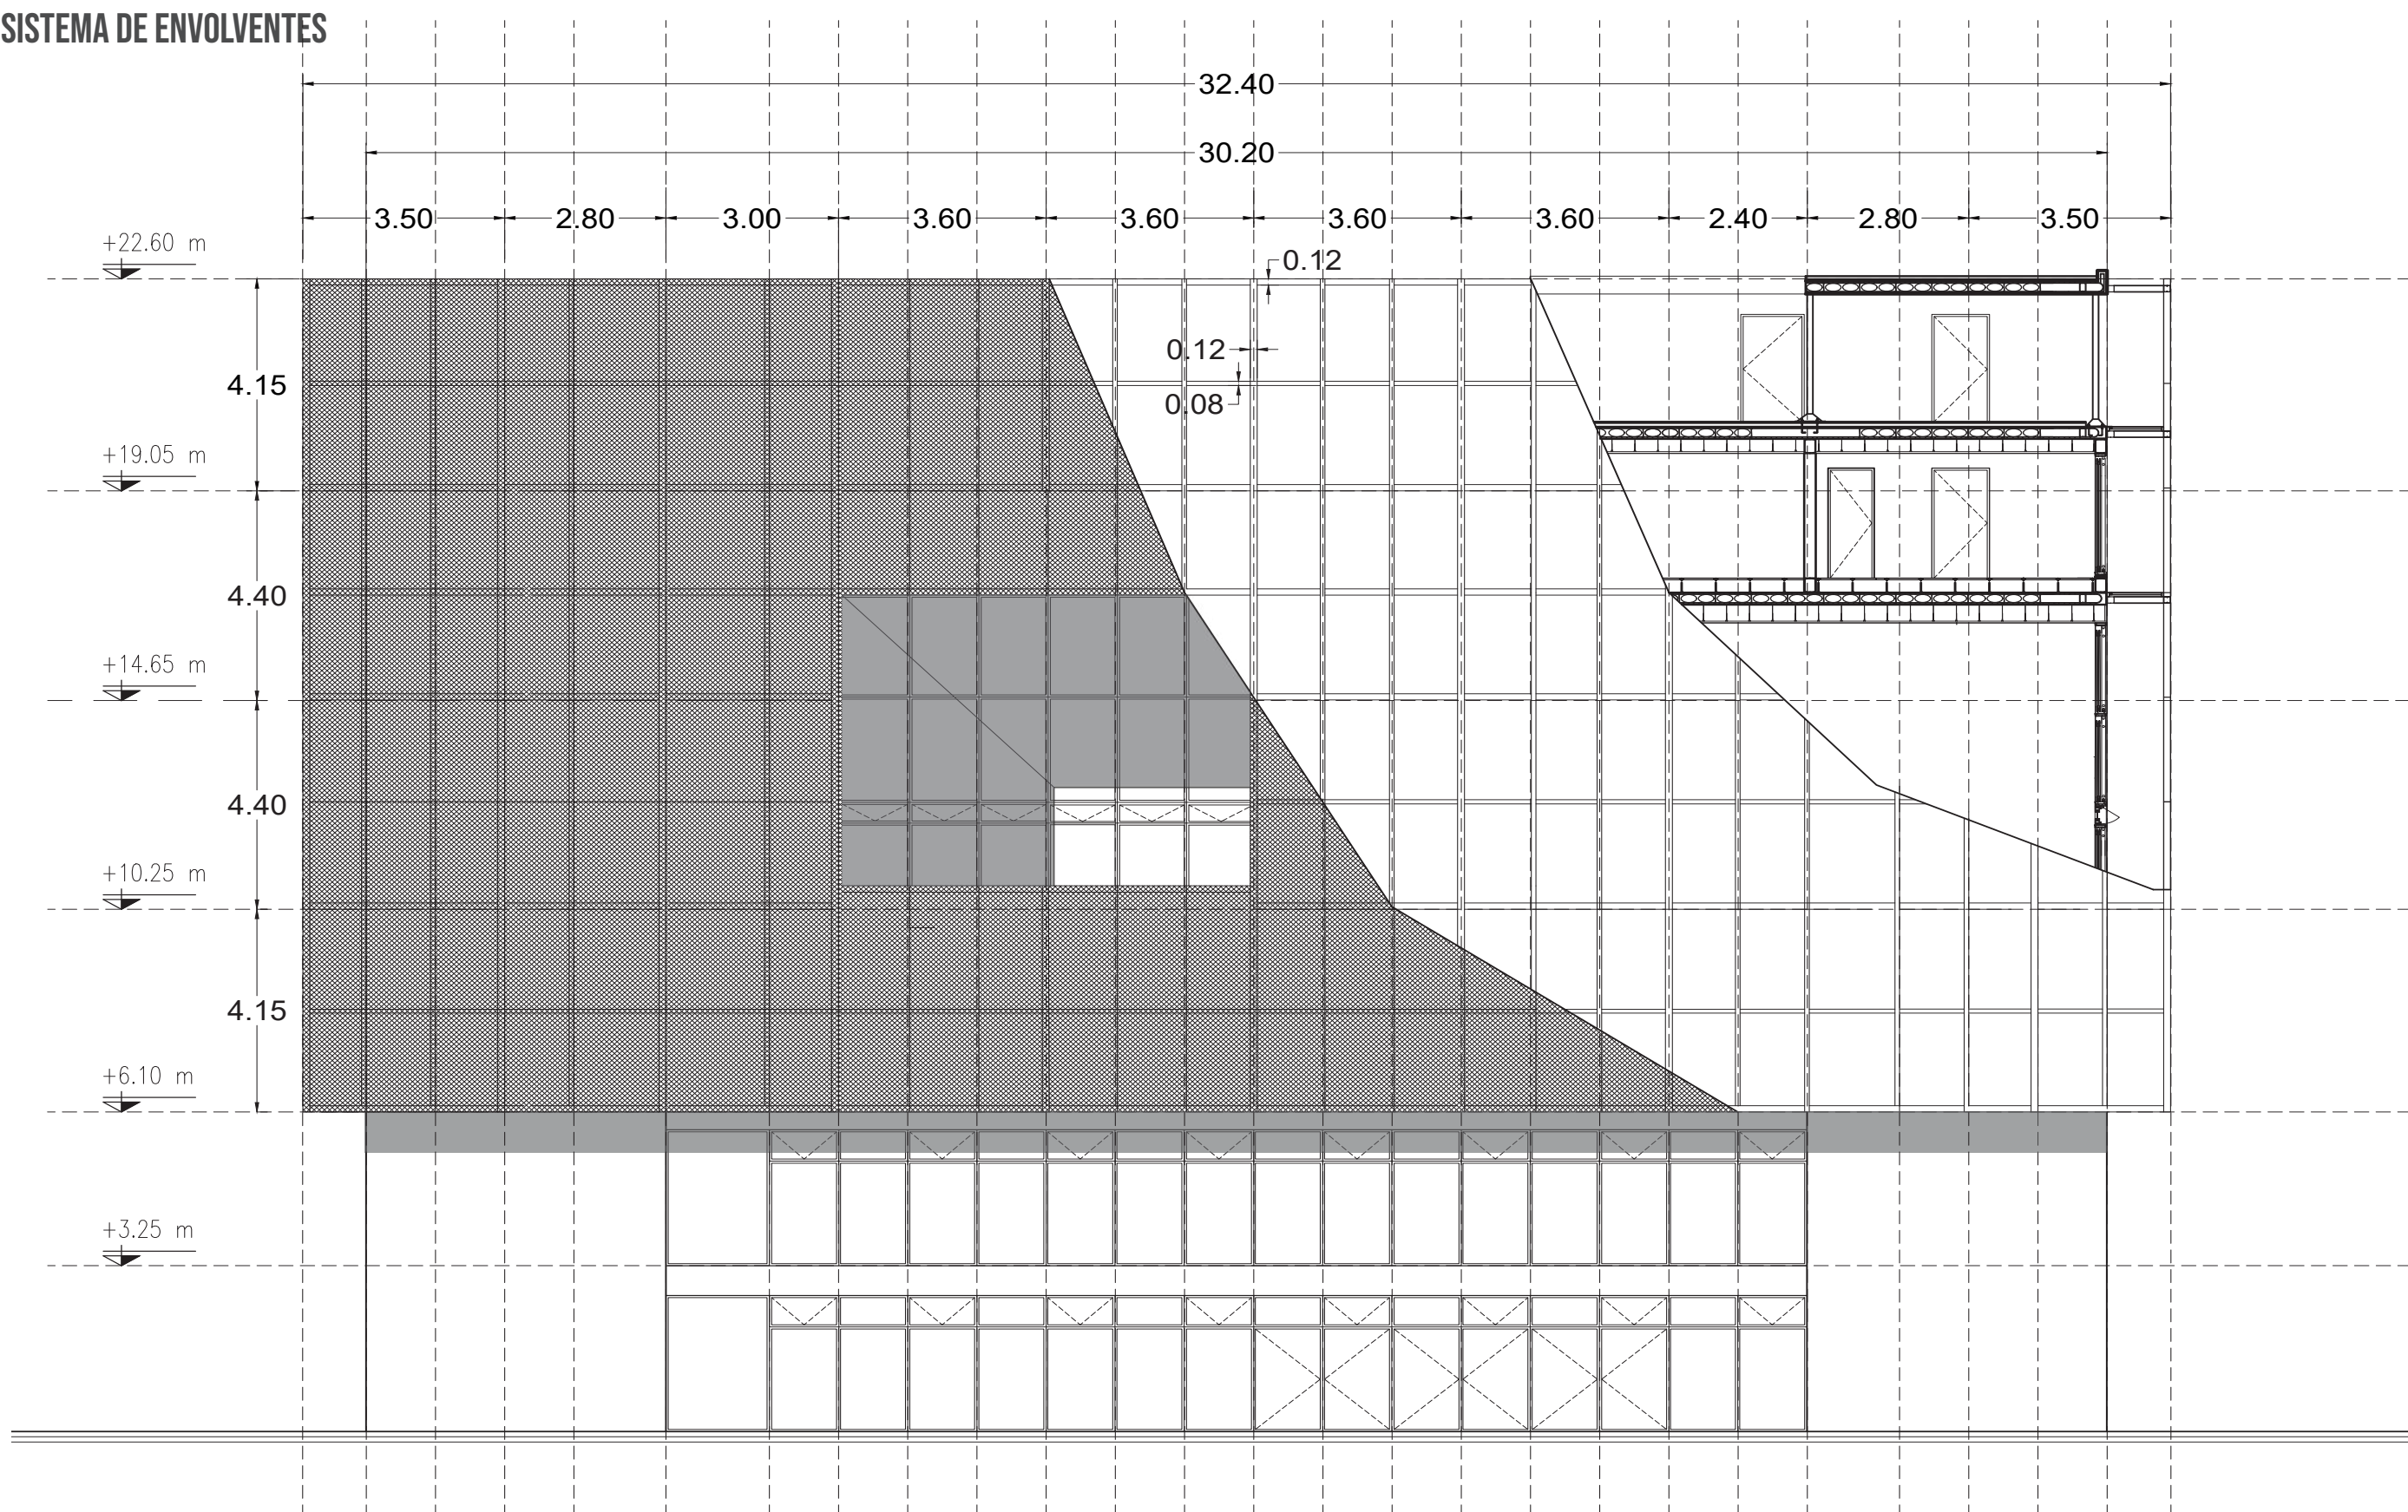 SISTEMA DE ENVOLVENTES
32.40
30.20
3.50 2.80 3.00 3.60 3.60 3.60 3.60 2.40 2.80 3.50
+22.60 m
0.12
0.12
4.15
0.08
+19.05 m
4.40
+14.65 m
4.40
+10.25 m
4.15
+6.10 m
+3.25 m